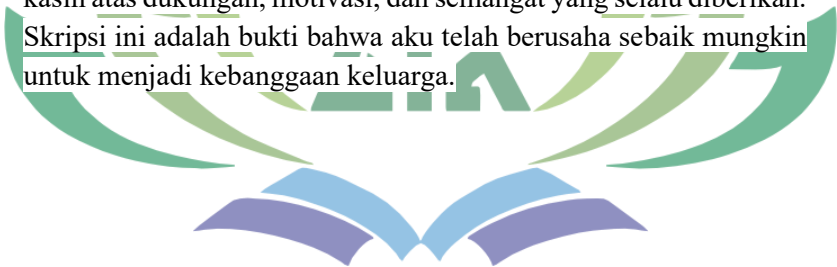 kasih atas dukungan, motivasi, dan semangat yang selalu diberikan.
Skripsi ini adalah bukti bahwa aku telah berusaha sebaik mungkin
untuk menjadi kebanggaan keluarga.